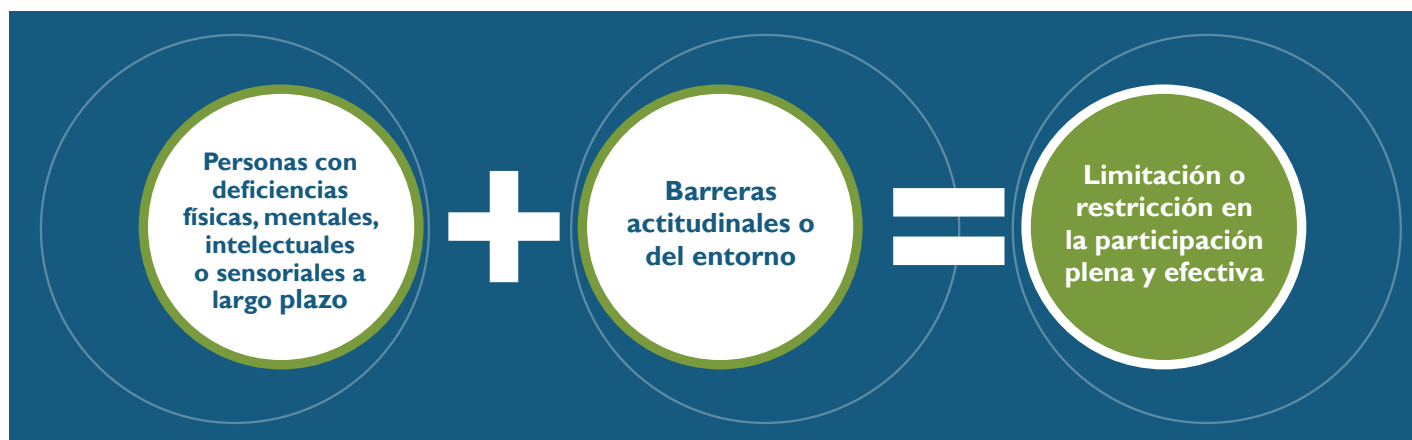 Personas con
deficiencias
físicas, mentales,
intelectuales
o sensoriales a
largo plazo
+
Barreras
actitudinales o
del entorno
=
Limitación o
restricción en
la participación
plena y efectiva